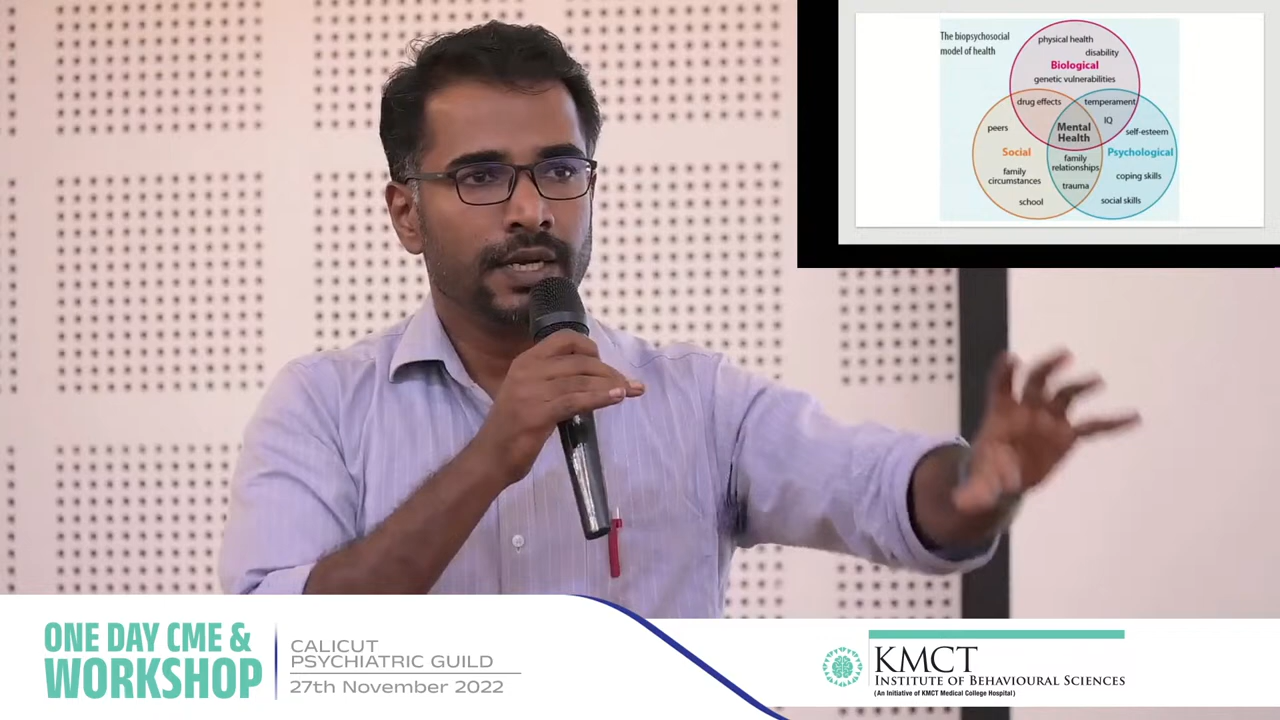 The biopsychosocial
model of health
physical health
disability
Biological
genetic vulnerabilities
drug effects
temperament
IQ
peers
Mental
Health
self-esteem
Social
Psychological
family
relationships
family
circumstances
coping skills
trauma
school
social skills
ONE DAY CME &
WORKSHOP
CALICUT
PSYCHIATRIC GUILD
27th November 2022
KMCT
INSTITUTE OF BEHAVIOURAL SCIENCES
(An Initiative of KMCT Medical College Hospital)